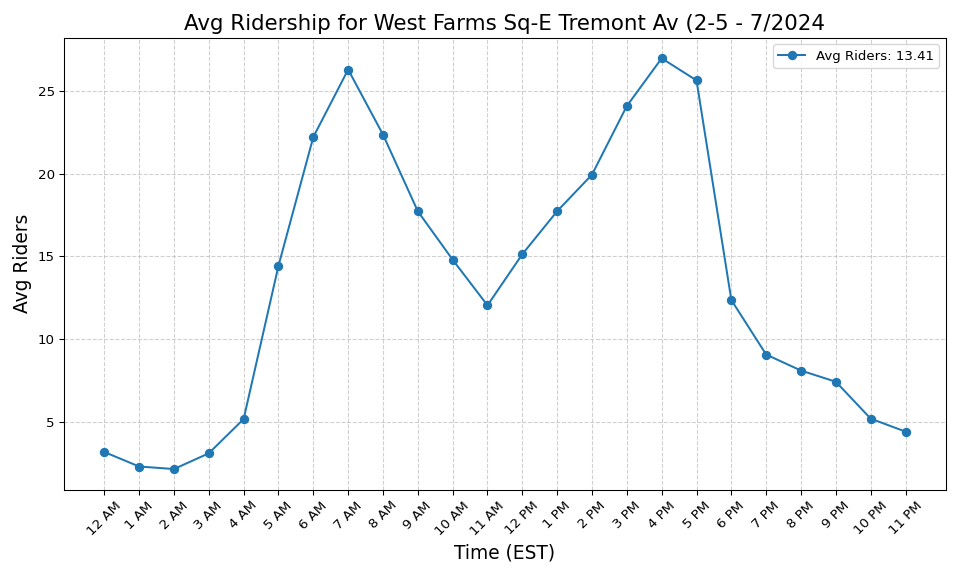 Avg Ridership for West Farms Sq-E Tremont Av (2-5 - 7/2024
Avg Riders: 13.41
Avg Riders
25
20
15
10
5
12 AM
1 AM
2 AM
3 AM
4 AM
5 AM
6 AM
7 AM
8 AM
9 AM
10 AM
11 AM
12 PM
1 PM
2 PM
3 PM
4 PM
5 PM
6 PM
7 PM
8 PM
9 PM
10 PM
11 PM
Time (EST)